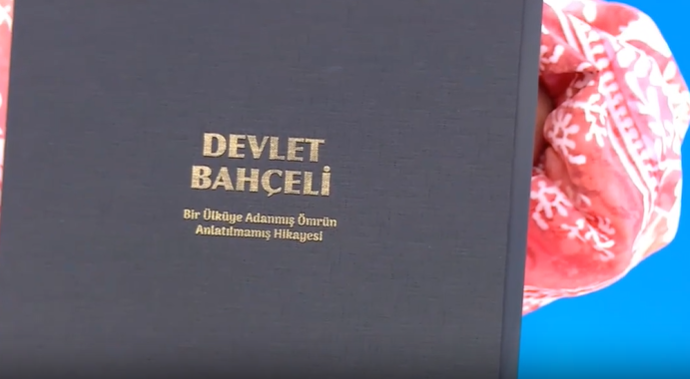 DEVLET
BAHÇELİ
Bir Ülküye Adanmış Ömrün
Anlatılmamış Hikayesi